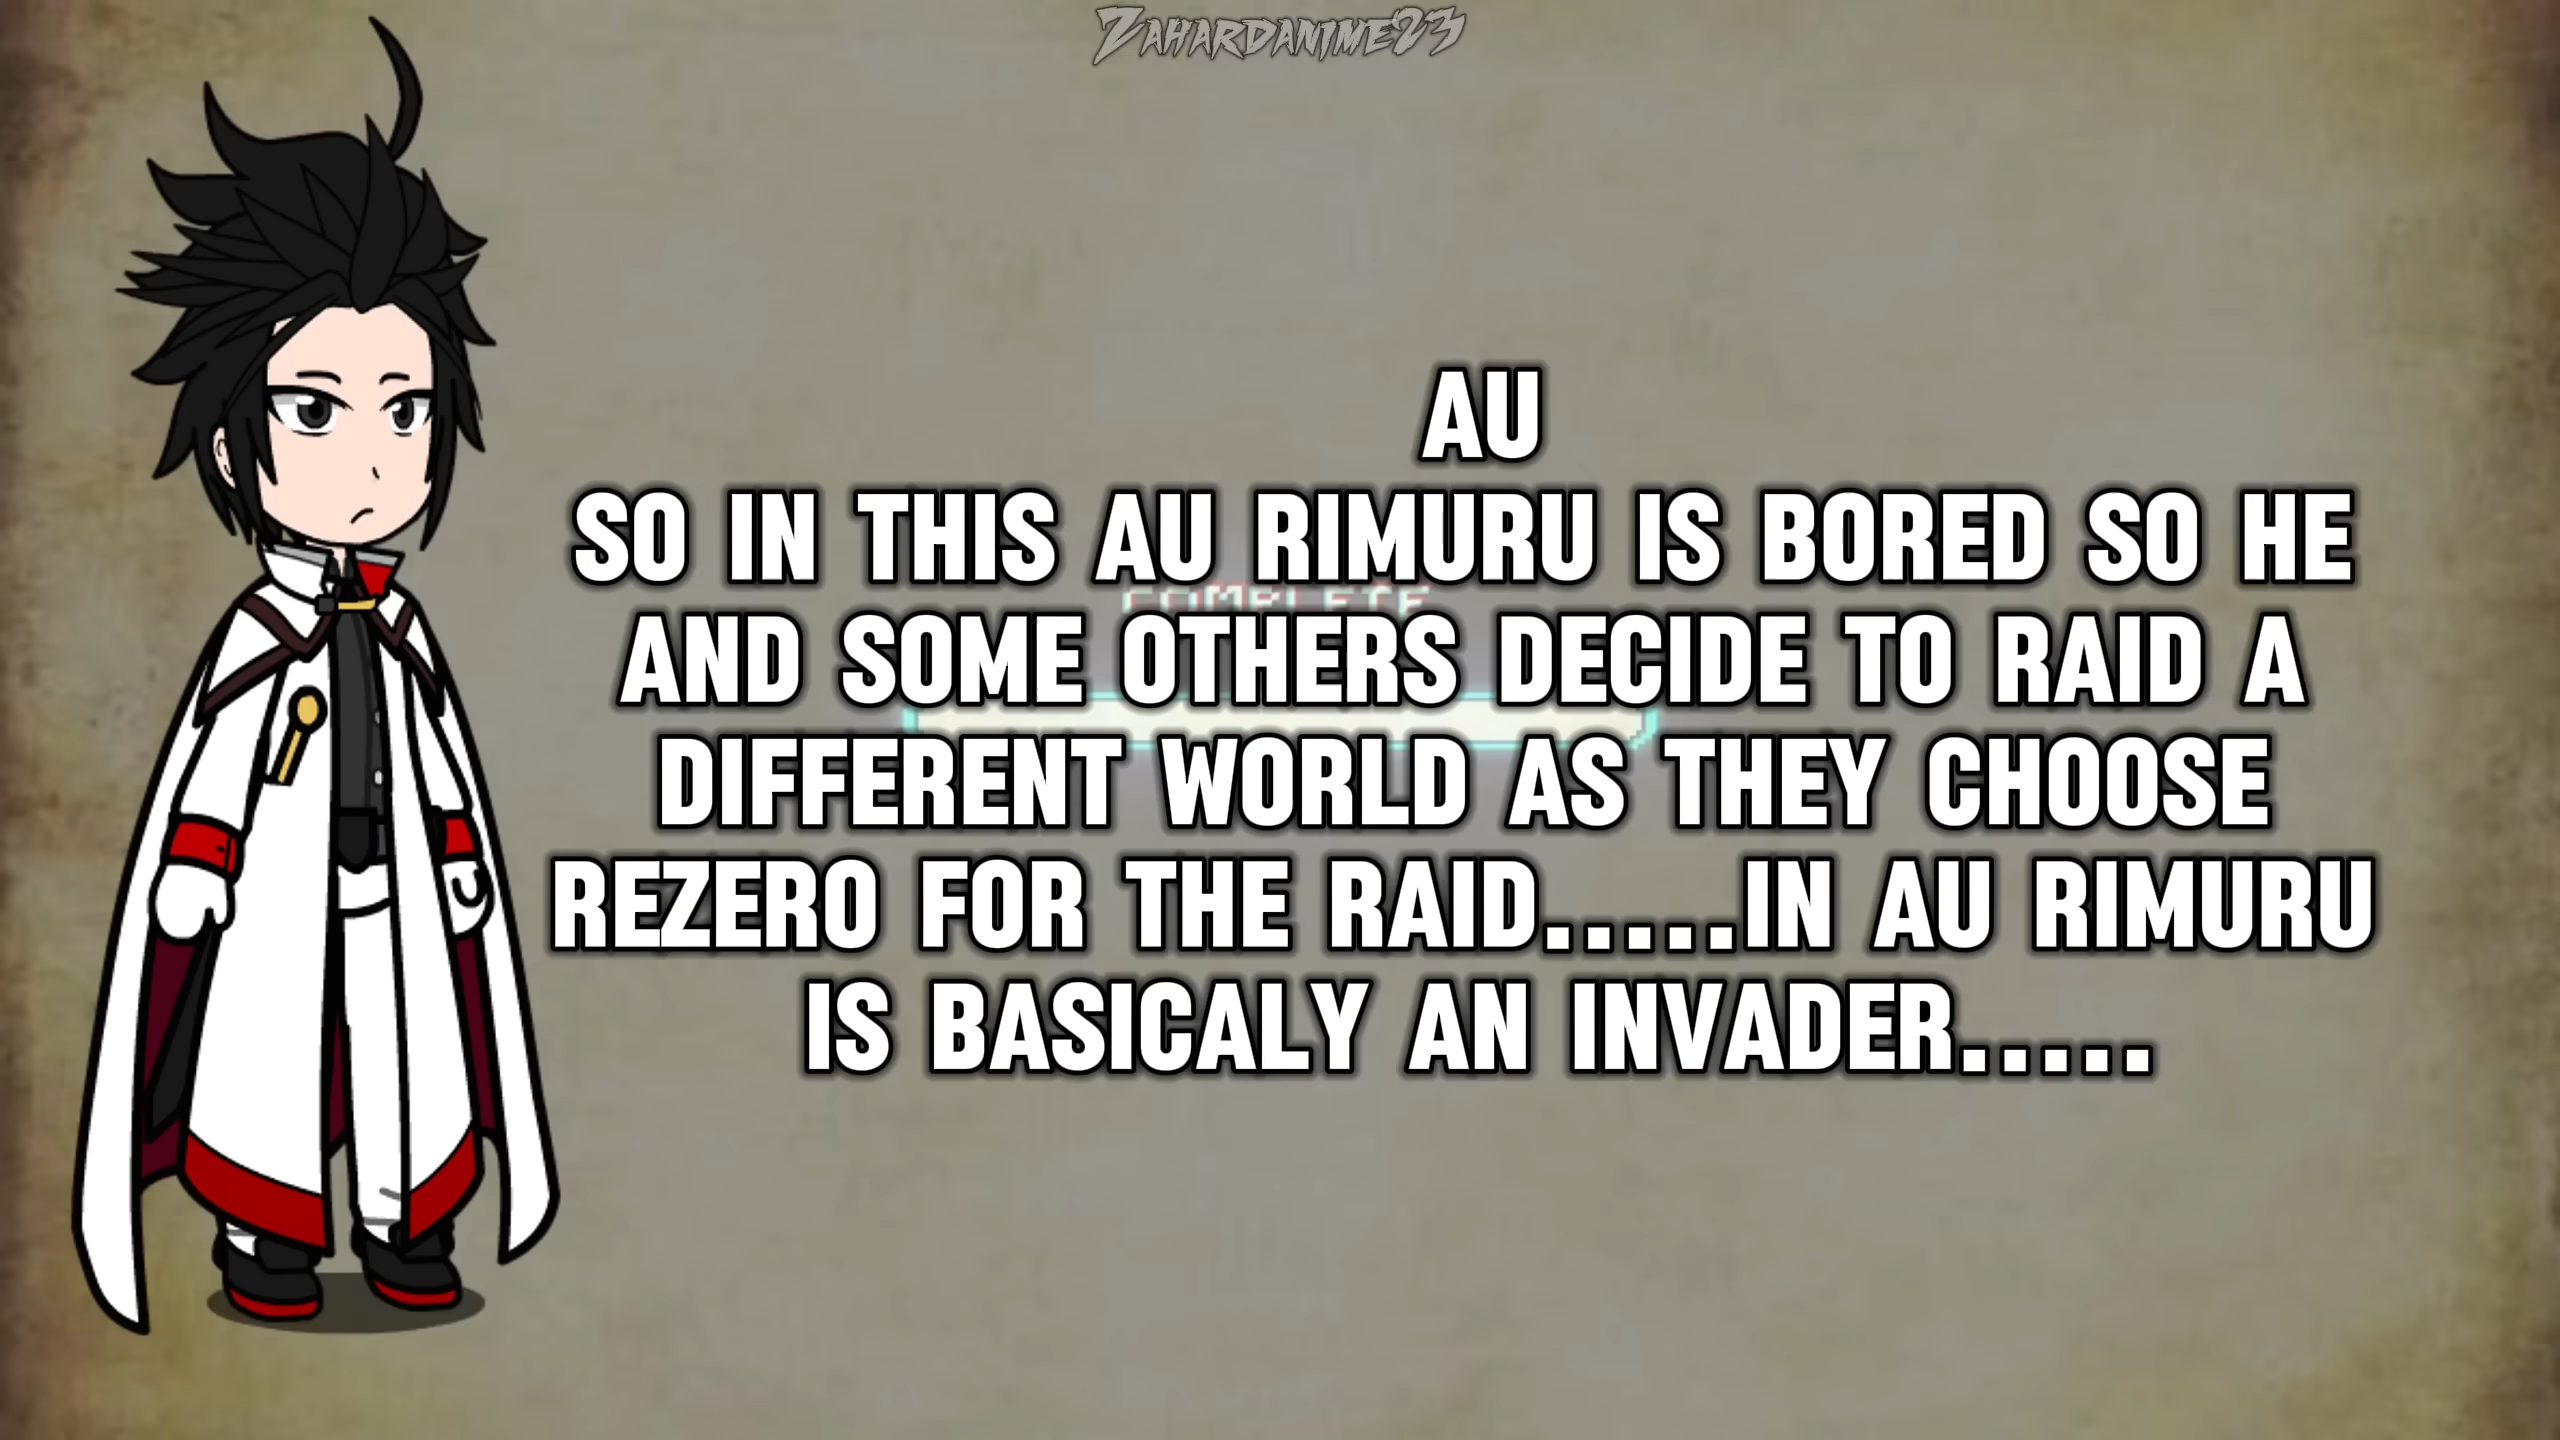 ZAHARDANIME23
AU
SO IN THIS AU RIMURU IS BORED SO HE
COMPLETE
AND SOME OTHERS DECIDE TO RAID A
DIFFERENT WORLD AS THEY CHOOSE
REZERO FOR THE RAID.....IN AU RIMURU
IS BASICALY AN INVADER.....